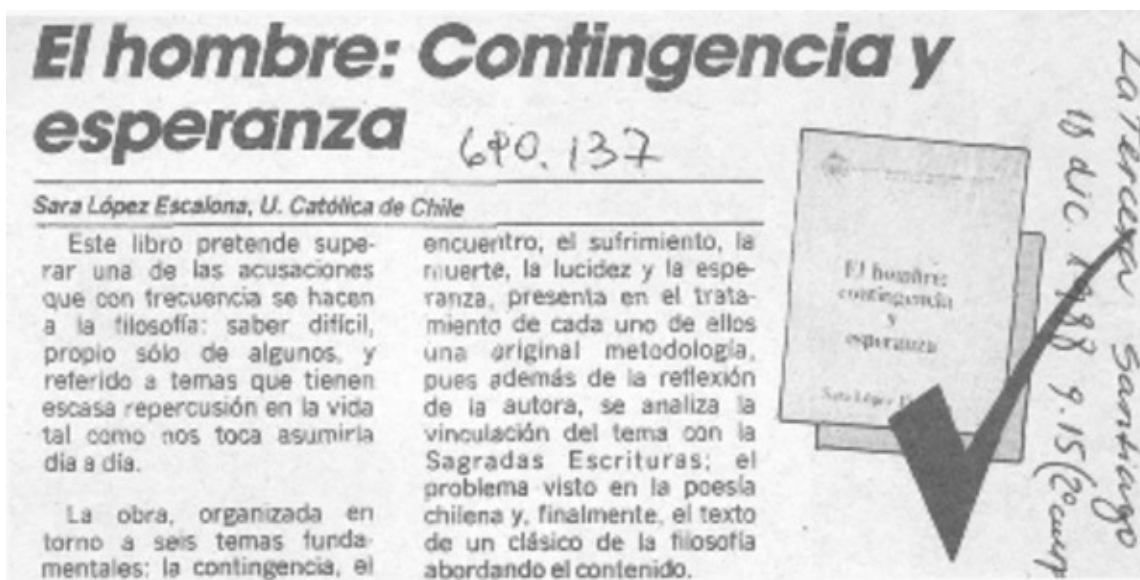 El hombre: Contingencia y
esperanza
690.137
Sara López Escalona, U. Católica de Chile
Este libro pretende supe-
rar una de las acusaciones
que con frecuencia se hacen
a la filosofía: saber difícil,
propio sólo de algunos, y
referido a temas que tienen
escasa repercusión en la vida
tal como nos toca asumirla
día a día.
La obra, organizada en
torno a seis temas funda-
mentales: la contingencia, el
encuentro, el sufrimiento, la
muerte, la lucidez y la espe-
ranza, presenta en el trata-
miento de cada uno de ellos
una original metodología,
pues además de la reflexión
de la autora, se analiza la
vinculación del tema con la
Sagradas Escrituras; el
problema visto en la poesía
chilena y, finalmente, el texto
de un clásico de la filosofía
abordando el contenido.
El hombre:
contingencia
y
esperanza
Sara López
La Tercera Santiago
18 dic. 1988 p.15 (2o cuerp